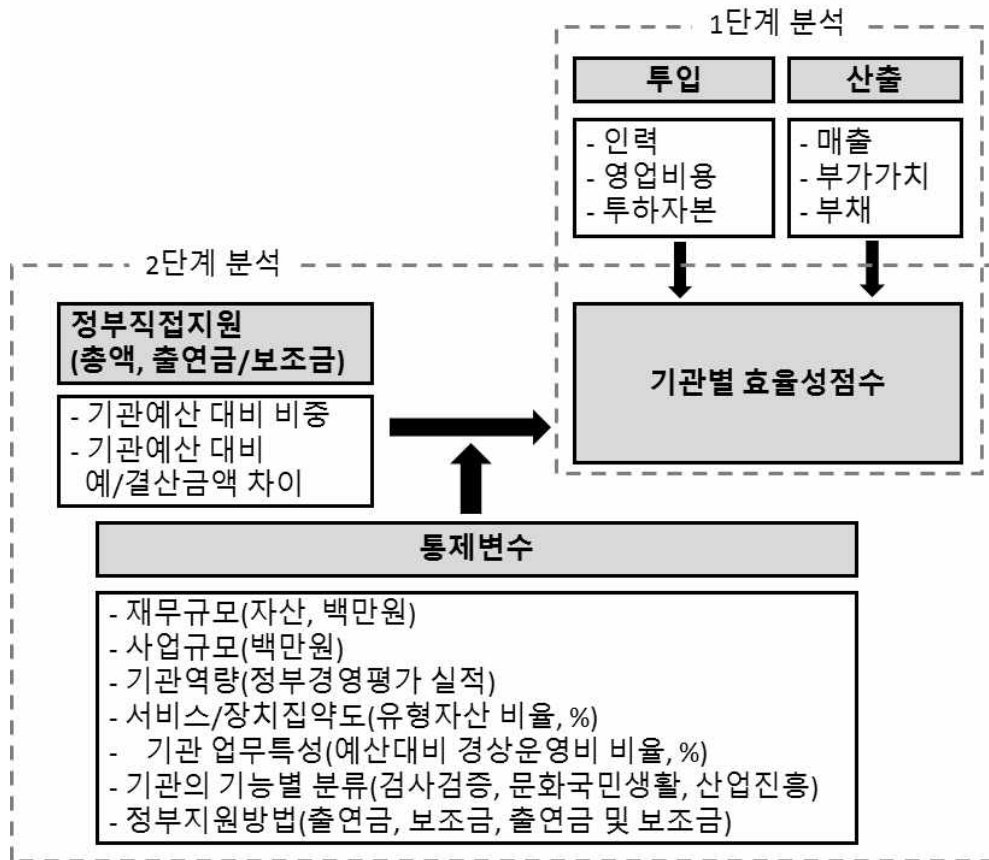 1단계 분석
투입
- 인력
- 영업비용
- 투하자본
산출
- 매출
- 부가가치
- 부채
2단계 분석
정부직접지원
(총액, 출연금/보조금)
- 기관예산 대비 비중
- 기관예산 대비
예/결산금액 차이
기관별 효율성점수
통제변수
- 재무규모(자산, 백만원)
- 사업규모(백만원)
- 기관역량(정부경영평가 실적)
- 서비스/장치집약도(유형자산 비율, %)
- 기관 업무특성(예산대비 경상운영비 비율, %)
- 기관의 기능별 분류(검사검증, 문화국민생활, 산업진흥)
- 정부지원방법(출연금, 보조금, 출연금 및 보조금)